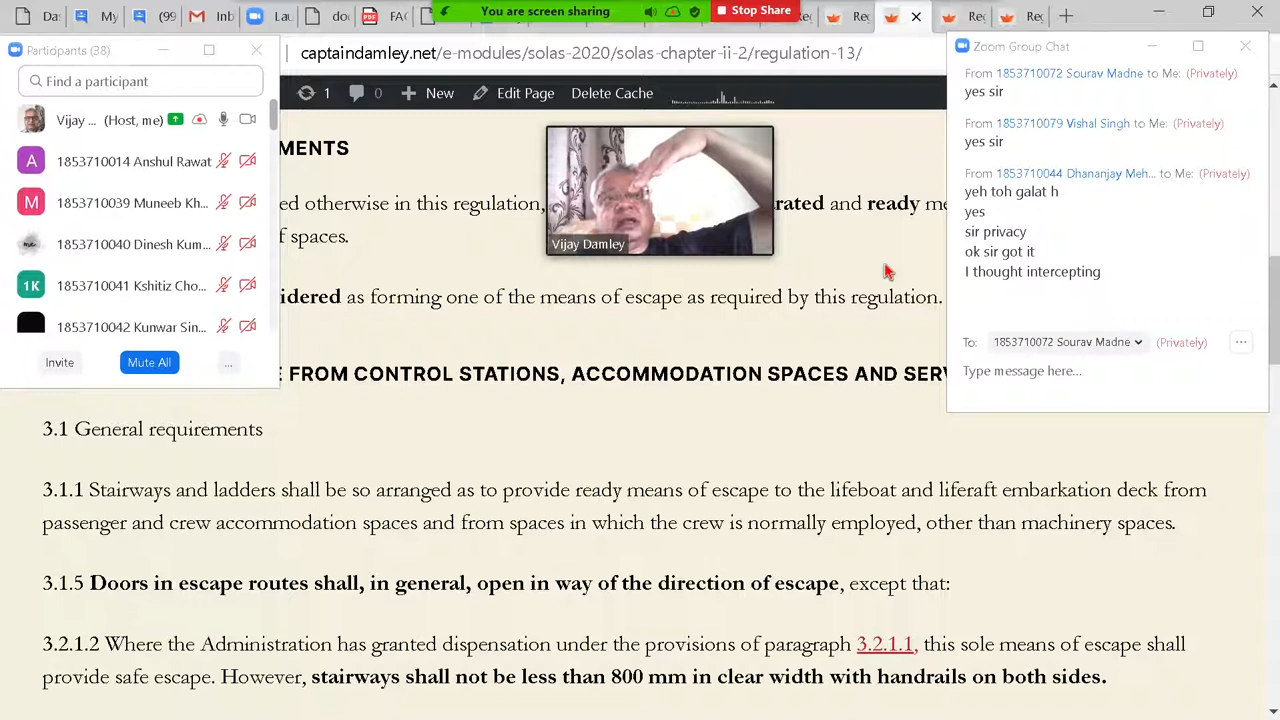 Da
My
(99
M Inb
La
do
PDF FA
You are screen sharing
Stop Share
Re
Re
Re
captaindamley.net/e-modules/solas-2020/solas-chapter-ii-2/regulation-13/
1 0 + New Edit Page Delete Cache
Participants (38)
Find a participant
Vijay ... (Host, me)
A 1853710014 Anshul Rawat
M 1853710039 Muneeb Kh...
1853710040 Dinesh Kum...
1K 1853710041 Kshitiz Cho...
1853710042 Kunwar Sin...
Invite Mute All ...
Vijay Damley
Zoom Group Chat
From 1853710072 Sourav Madne to Me: (Privately)
yes sir
From 1853710079 Vishal Singh to Me: (Privately)
yes sir
From 1853710044 Dhananjay Meh... to Me: (Privately)
yeh toh galat h
yes
sir privacy
ok sir got it
I thought intercepting
To: 1853710072 Sourav Madne (Privately) ...
Type message here...
MENTS
ed otherwise in this regulation, rated and ready me
f spaces.
idered as forming one of the means of escape as required by this regulation.
E FROM CONTROL STATIONS, ACCOMMODATION SPACES AND SERV
3.1 General requirements
3.1.1 Stairways and ladders shall be so arranged as to provide ready means of escape to the lifeboat and liferaft embarkation deck from
passenger and crew accommodation spaces and from spaces in which the crew is normally employed, other than machinery spaces.
3.1.5 Doors in escape routes shall, in general, open in way of the direction of escape, except that:
3.2.1.2 Where the Administration has granted dispensation under the provisions of paragraph 3.2.1.1, this sole means of escape shall
provide safe escape. However, stairways shall not be less than 800 mm in clear width with handrails on both sides.